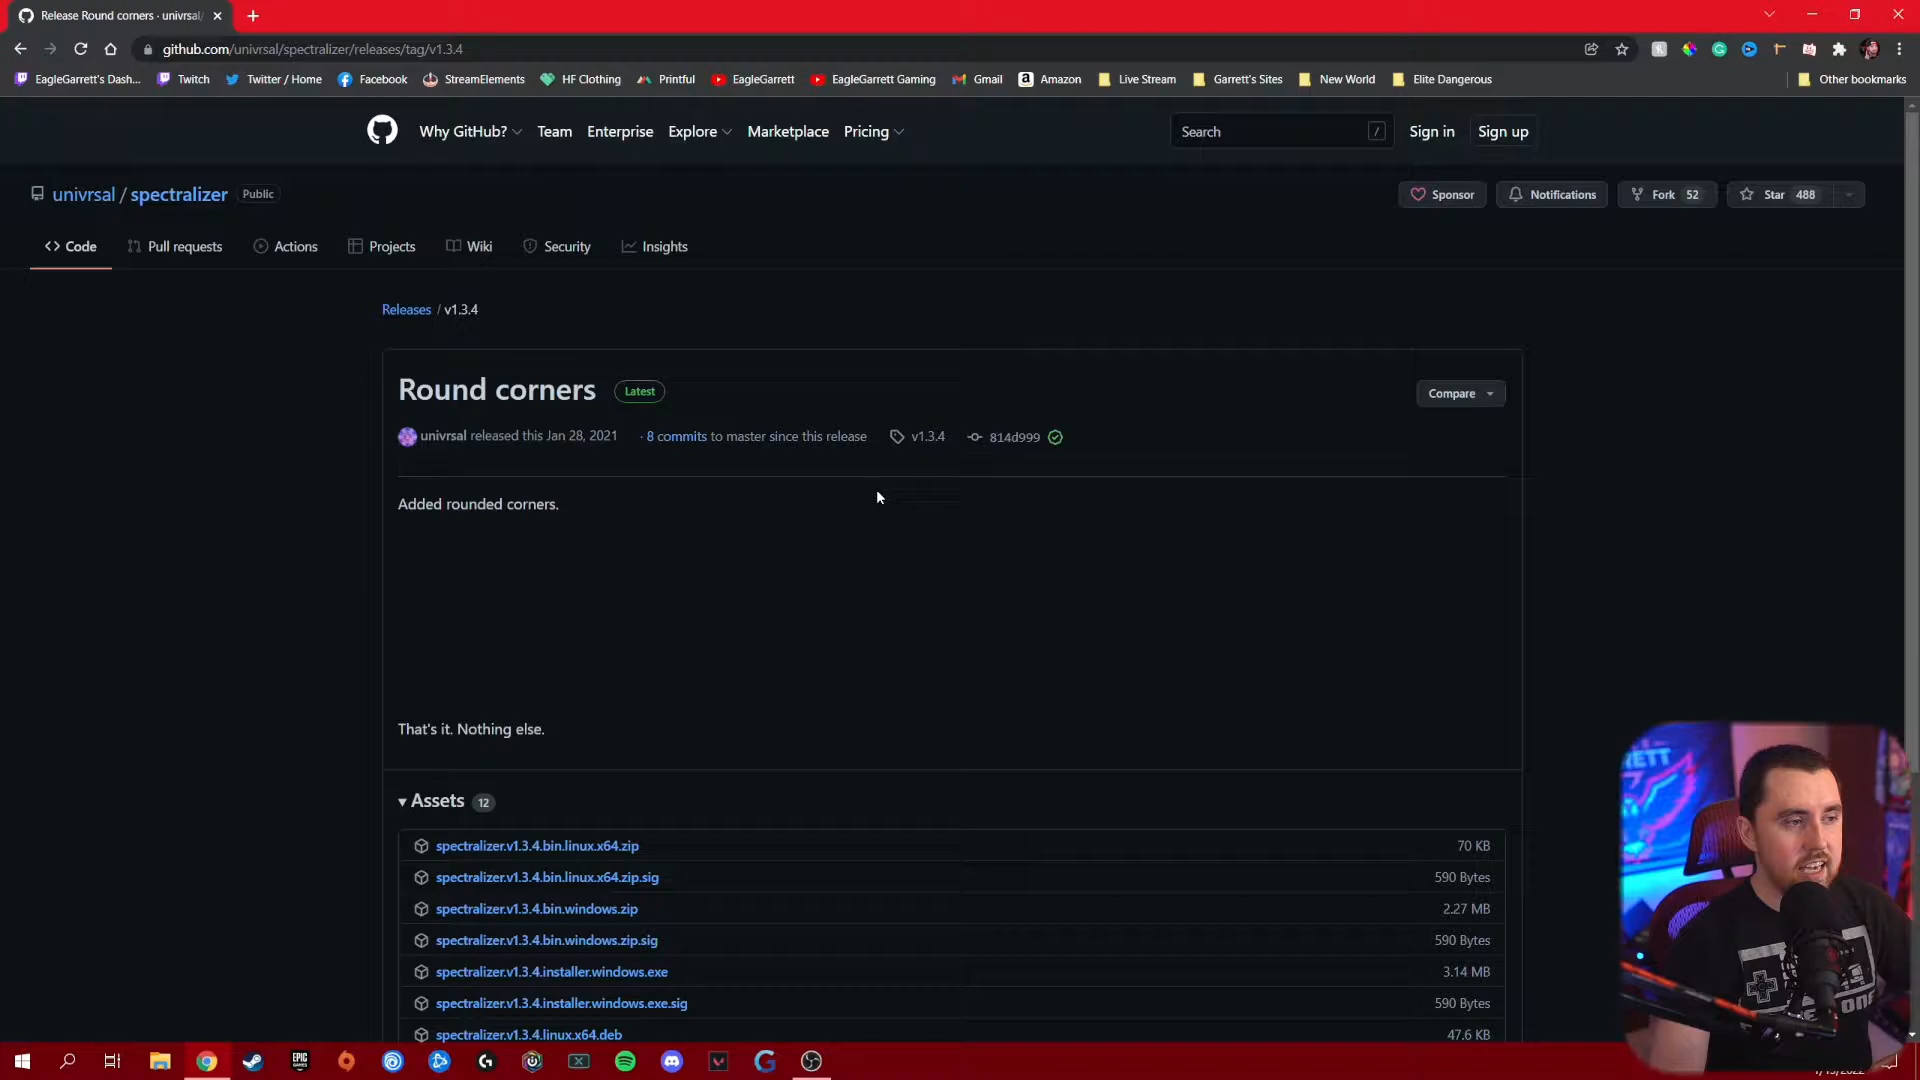 Release Round corners · univrsal/
github.com/univrsal/spectralizer/releases/tag/v1.3.4
EagleGarrett's Dash... Twitch Twitter / Home Facebook StreamElements HF Clothing Printful EagleGarrett EagleGarrett Gaming Gmail Amazon Live Stream Garrett's Sites New World Elite Dangerous Other bookmarks
Why GitHub? Team Enterprise Explore Marketplace Pricing Search / Sign in Sign up
univrsal / spectralizer Public Sponsor Notifications Fork 52 Star 488
Code Pull requests Actions Projects Wiki Security Insights
Releases / v1.3.4
Round corners Latest Compare
univrsal released this Jan 28, 2021 · 8 commits to master since this release v1.3.4 814d999
Added rounded corners.
That's it. Nothing else.
Assets 12
spectralizer.v1.3.4.bin.linux.x64.zip 70 KB
spectralizer.v1.3.4.bin.linux.x64.zip.sig 590 Bytes
spectralizer.v1.3.4.bin.windows.zip 2.27 MB
spectralizer.v1.3.4.bin.windows.zip.sig 590 Bytes
spectralizer.v1.3.4.installer.windows.exe 3.14 MB
spectralizer.v1.3.4.installer.windows.exe.sig 590 Bytes
spectralizer.v1.3.4.linux.x64.deb 47.6 KB
EPIC GAMES